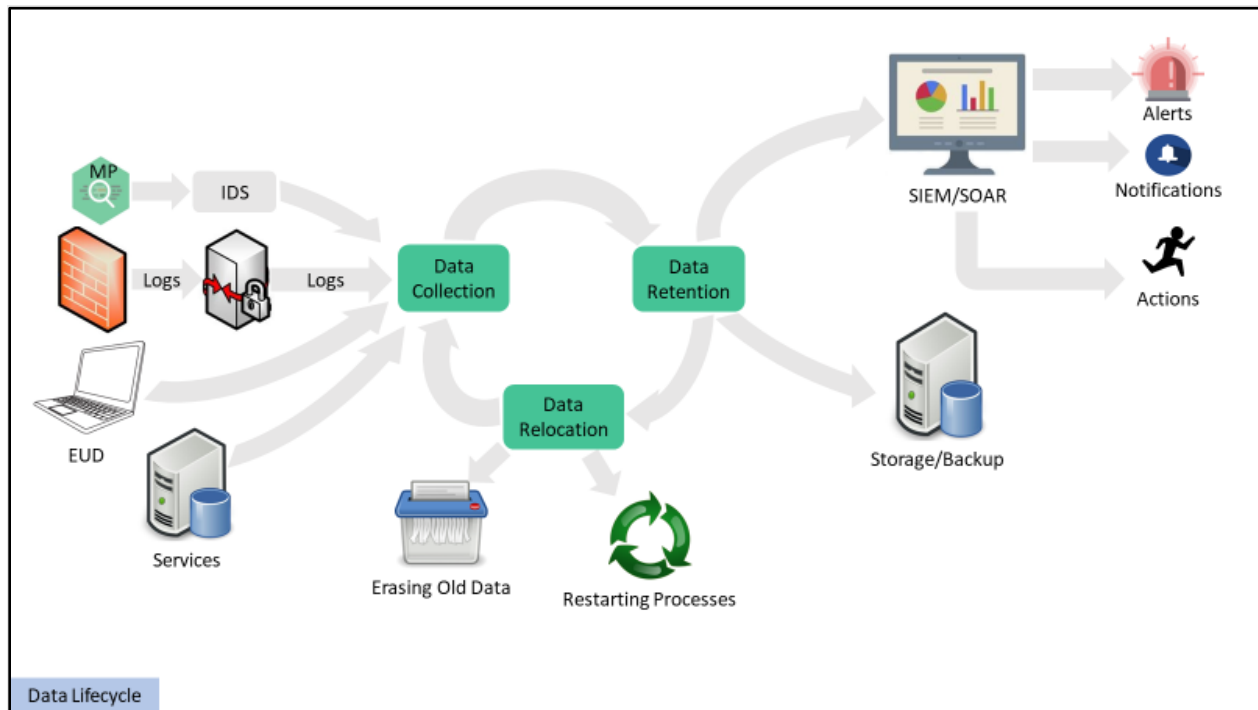 MP
IDS
Logs
Logs
EUD
Services
Data
Collection
Data
Retention
Data
Relocation
Erasing Old Data
Restarting Processes
SIEM/SOAR
Alerts
Notifications
Actions
Storage/Backup
Data Lifecycle